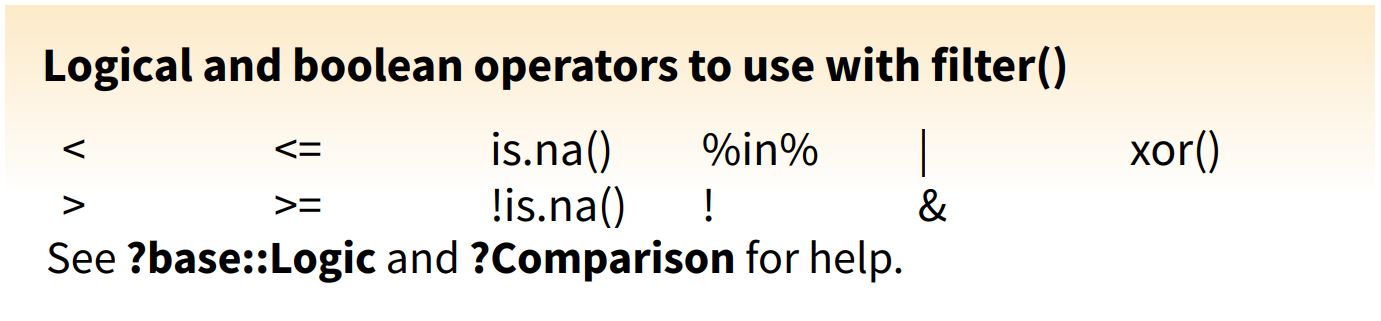 Logical and boolean operators to use with filter()
< <= is.na() %in% | xor()
> >= !is.na() ! &
See ?base::Logic and ?Comparison for help.